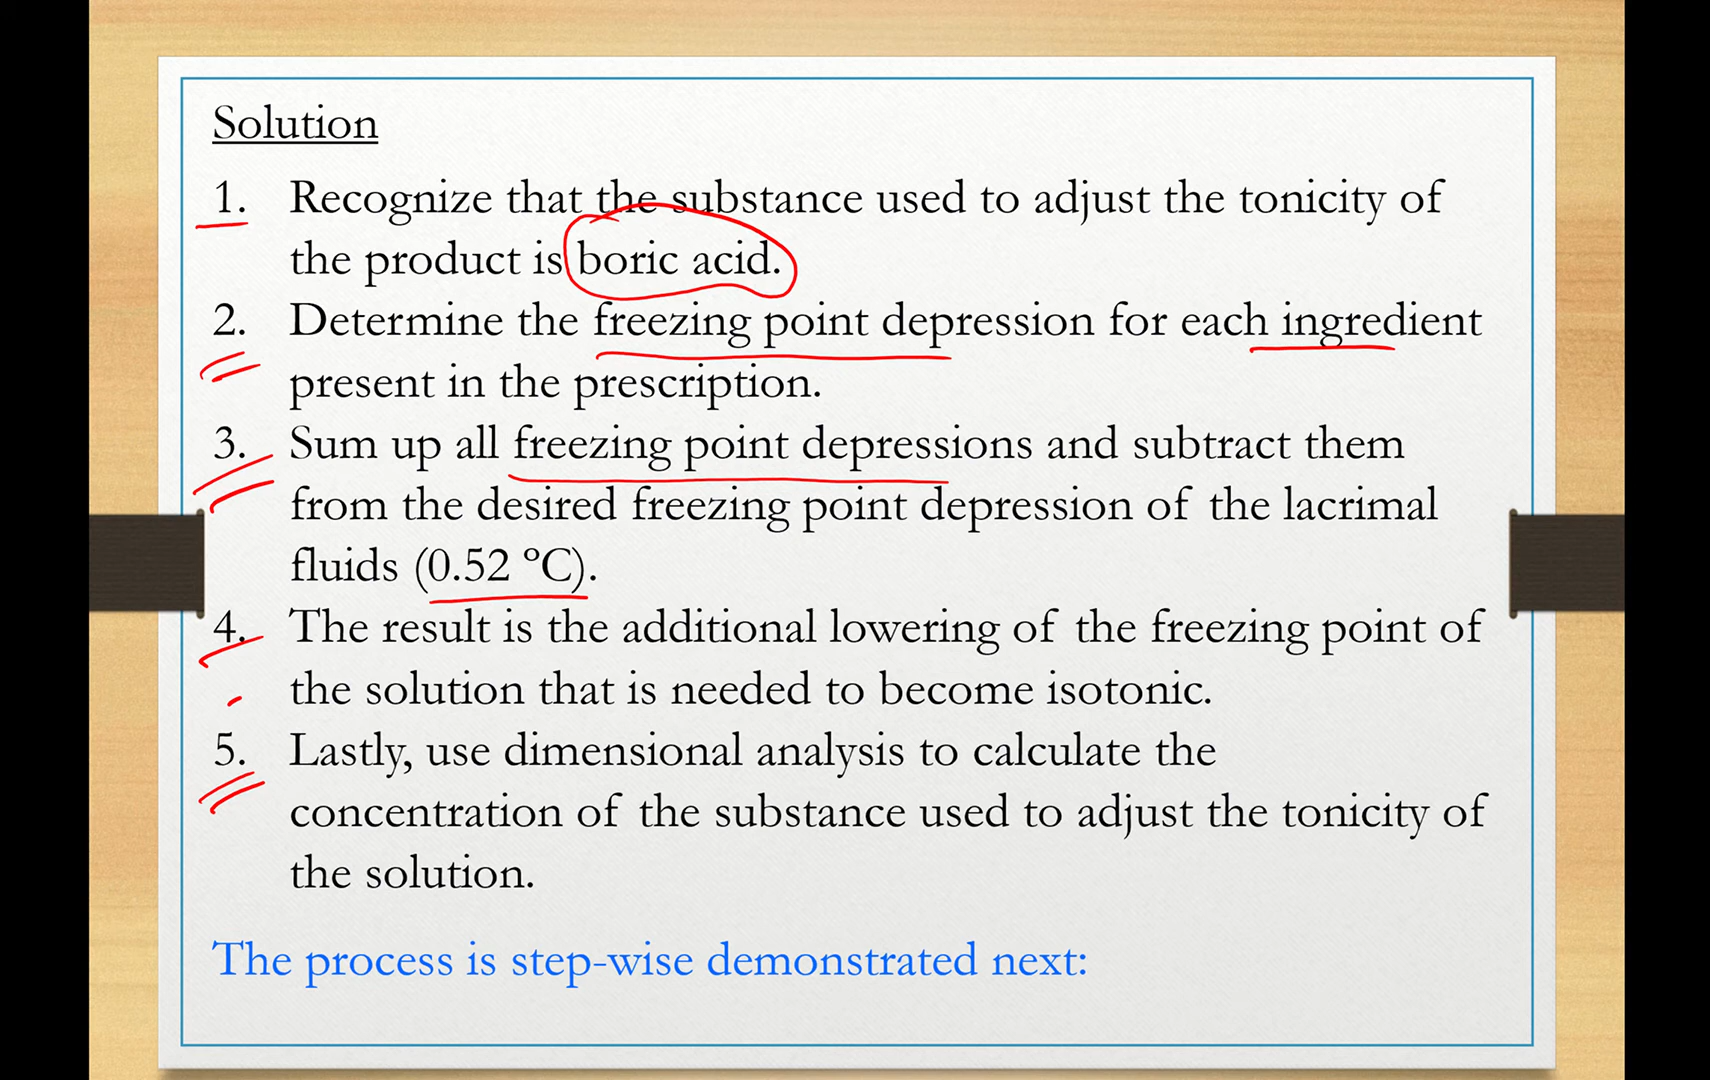 Solution
1. Recognize that the substance used to adjust the tonicity of
the product is boric acid.
2. Determine the freezing point depression for each ingredient
present in the prescription.
3. Sum up all freezing point depressions and subtract them
from the desired freezing point depression of the lacrimal
fluids (0.52 °C).
4. The result is the additional lowering of the freezing point of
the solution that is needed to become isotonic.
5. Lastly, use dimensional analysis to calculate the
concentration of the substance used to adjust the tonicity of
the solution.
The process is step-wise demonstrated next: